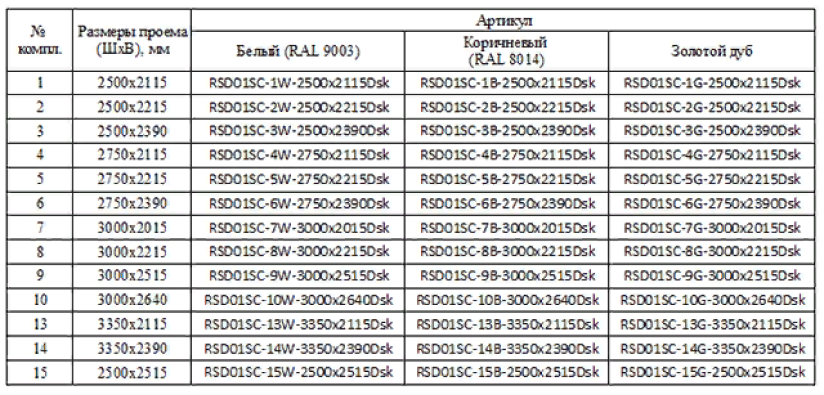 № компл. Размеры проема (ШхВ), мм Артикул
Белый (RAL 9003) Коричневый (RAL 8014) Золотой дуб
1 2500x2115 RSD01SC-1W-2500x2115Dsk RSD01SC-1B-2500x2115Dsk RSD01SC-1G-2500x2115Dsk
2 2500x2215 RSD01SC-2W-2500x2215Dsk RSD01SC-2B-2500x2215Dsk RSD01SC-2G-2500x2215Dsk
3 2500x2390 RSD01SC-3W-2500x2390Dsk RSD01SC-3B-2500x2390Dsk RSD01SC-3G-2500x2390Dsk
4 2750x2115 RSD01SC-4W-2750x2115Dsk RSD01SC-4B-2750x2115Dsk RSD01SC-4G-2750x2115Dsk
5 2750x2215 RSD01SC-5W-2750x2215Dsk RSD01SC-5B-2750x2215Dsk RSD01SC-5G-2750x2215Dsk
6 2750x2390 RSD01SC-6W-2750x2390Dsk RSD01SC-6B-2750x2390Dsk RSD01SC-6G-2750x2390Dsk
7 3000x2015 RSD01SC-7W-3000x2015Dsk RSD01SC-7B-3000x2015Dsk RSD01SC-7G-3000x2015Dsk
8 3000x2215 RSD01SC-8W-3000x2215Dsk RSD01SC-8B-3000x2215Dsk RSD01SC-8G-3000x2215Dsk
9 3000x2515 RSD01SC-9W-3000x2515Dsk RSD01SC-9B-3000x2515Dsk RSD01SC-9G-3000x2515Dsk
10 3000x2640 RSD01SC-10W-3000x2640Dsk RSD01SC-10B-3000x2640Dsk RSD01SC-10G-3000x2640Dsk
13 3350x2115 RSD01SC-13W-3350x2115Dsk RSD01SC-13B-3350x2115Dsk RSD01SC-13G-3350x2115Dsk
14 3350x2390 RSD01SC-14W-3350x2390Dsk RSD01SC-14B-3350x2390Dsk RSD01SC-14G-3350x2390Dsk
15 2500x2515 RSD01SC-15W-2500x2515Dsk RSD01SC-15B-2500x2515Dsk RSD01SC-15G-2500x2515Dsk